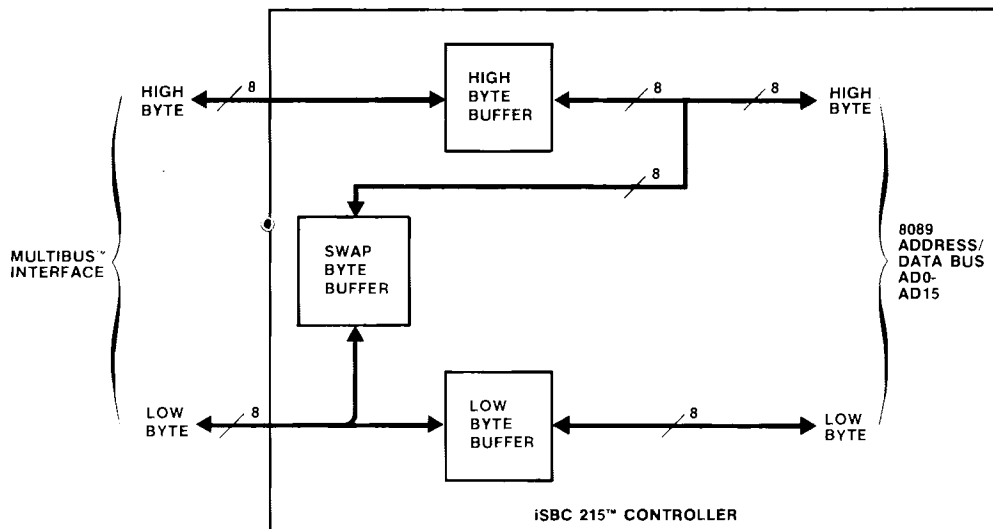 HIGH
BYTE
8
HIGH
BYTE
BUFFER
8
8
HIGH
BYTE
8
MULTIBUS™
INTERFACE
SWAP
BYTE
BUFFER
8089
ADDRESS/
DATA BUS
AD0-
AD15
LOW
BYTE
8
LOW
BYTE
BUFFER
8
LOW
BYTE
iSBC 215™ CONTROLLER